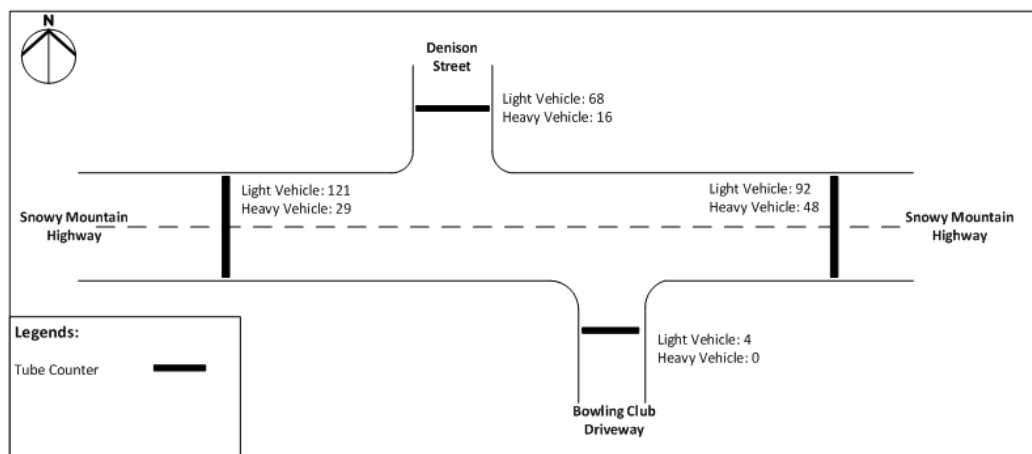 N
Denison
Street
Light Vehicle: 68
Heavy Vehicle: 16
Light Vehicle: 121
Heavy Vehicle: 29
Light Vehicle: 92
Heavy Vehicle: 48
Snowy Mountain
Highway
Snowy Mountain
Highway
Legends:
Tube Counter
Light Vehicle: 4
Heavy Vehicle: 0
Bowling Club
Driveway